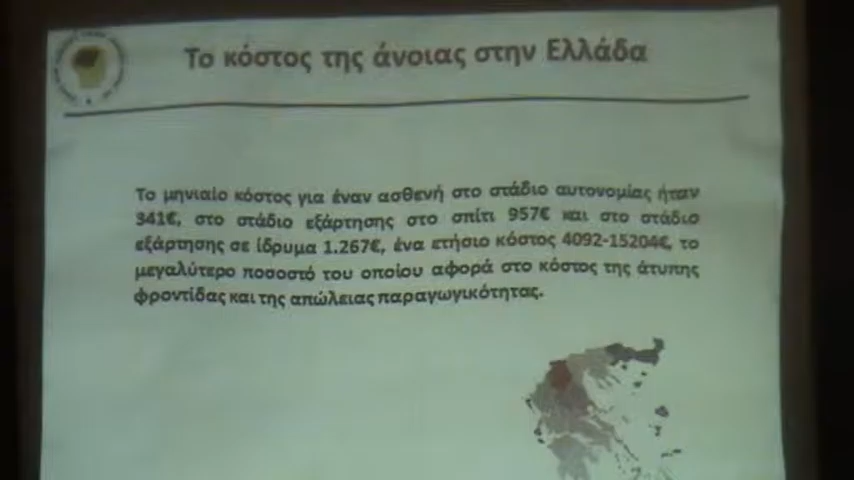 Το κόστος της άνοιας στην Ελλάδα
Το μηνιαίο κόστος για έναν ασθενή στο στάδιο αυτονομίας ήταν
341€, στο στάδιο εξάρτησης στο σπίτι 957€ και στο στάδιο
εξάρτησης σε ίδρυμα 1.267€, ένα ετήσιο κόστος 4092-15204€, το
μεγαλύτερο ποσοστό του οποίου αφορά στο κόστος της άτυπης
φροντίδας και της απώλειας παραγωγικότητας.